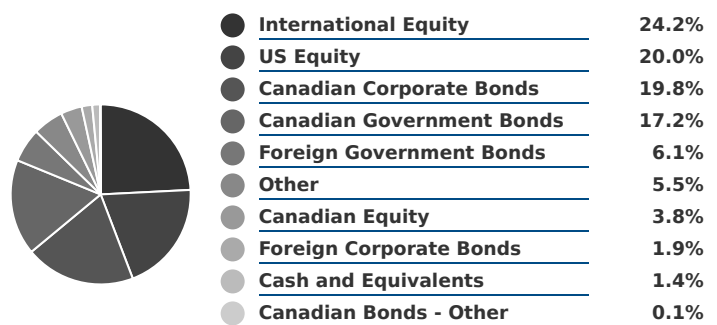 International Equity 24.2%
US Equity 20.0%
Canadian Corporate Bonds 19.8%
Canadian Government Bonds 17.2%
Foreign Government Bonds 6.1%
Other 5.5%
Canadian Equity 3.8%
Foreign Corporate Bonds 1.9%
Cash and Equivalents 1.4%
Canadian Bonds - Other 0.1%